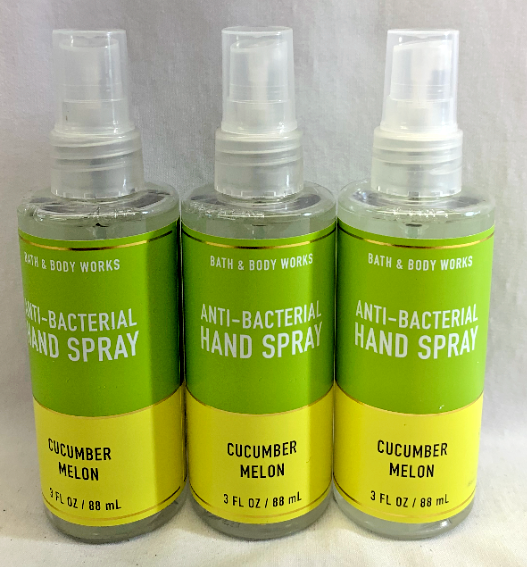 BATH & BODY WORKS
ANTI-BACTERIAL
HAND SPRAY
CUCUMBER
MELON
3 FL OZ / 88 mL
BATH & BODY WORKS
ANTI-BACTERIAL
HAND SPRAY
CUCUMBER
MELON
3 FL OZ / 88 mL
BATH & BODY WORKS
ANTI-BACTERIAL
HAND SPRAY
CUCUMBER
MELON
3 FL OZ / 88 mL